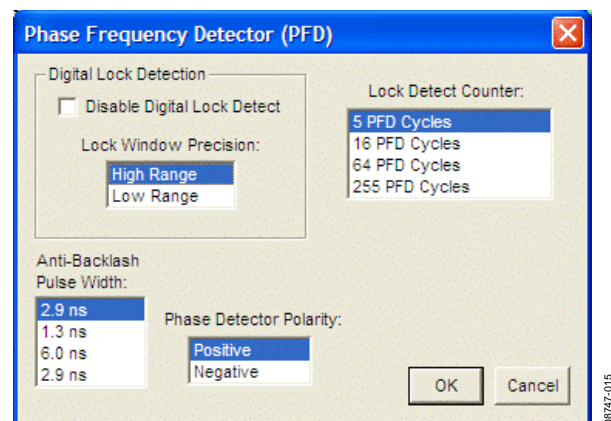 Phase Frequency Detector (PFD)
Digital Lock Detection
Disable Digital Lock Detect
Lock Window Precision:
High Range
Low Range
Lock Detect Counter:
5 PFD Cycles
16 PFD Cycles
64 PFD Cycles
255 PFD Cycles
Anti-Backlash
Pulse Width:
2.9 ns
1.3 ns
6.0 ns
2.9 ns
Phase Detector Polarity:
Positive
Negative
OK
Cancel
08747-015